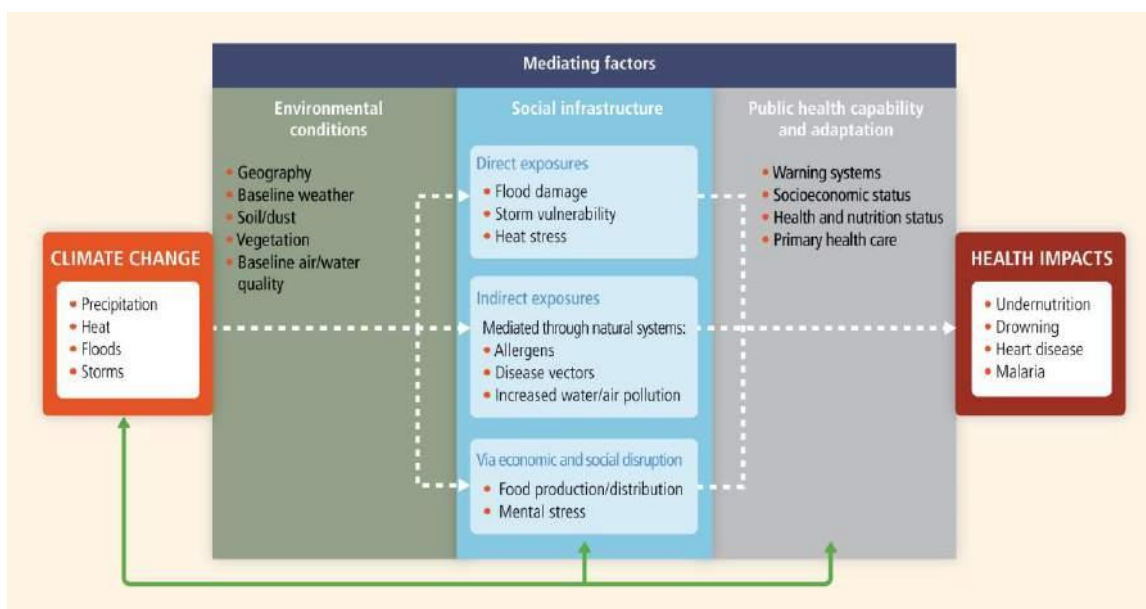 Mediating factors
Environmental
conditions
Geography
Baseline weather
Soil/dust
Vegetation
Baseline air/water
quality
Social infrastructure
Direct exposures
Flood damage
Storm vulnerability
Heat stress
Indirect exposures
Mediated through natural systems:
Allergens
Disease vectors
Increased water/air pollution
Via economic and social disruption
Food production/distribution
Mental stress
Public health capability
and adaptation
Warning systems
Socioeconomic status
Health and nutrition status
Primary health care
CLIMATE CHANGE
Precipitation
Heat
Floods
Storms
HEALTH IMPACTS
Undernutrition
Drowning
Heart disease
Malaria